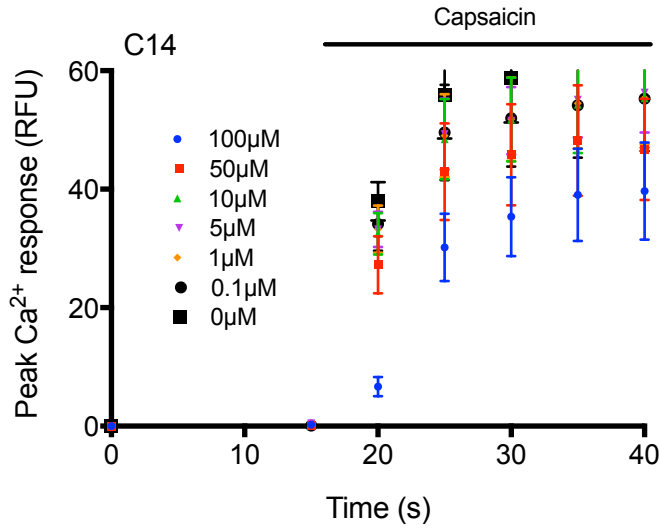 Capsaicin
C14
Peak Ca²⁺ response (RFU)
60
40
20
0
100µM
50µM
10µM
5µM
1µM
0.1µM
0µM
0 10 20 30 40
Time (s)